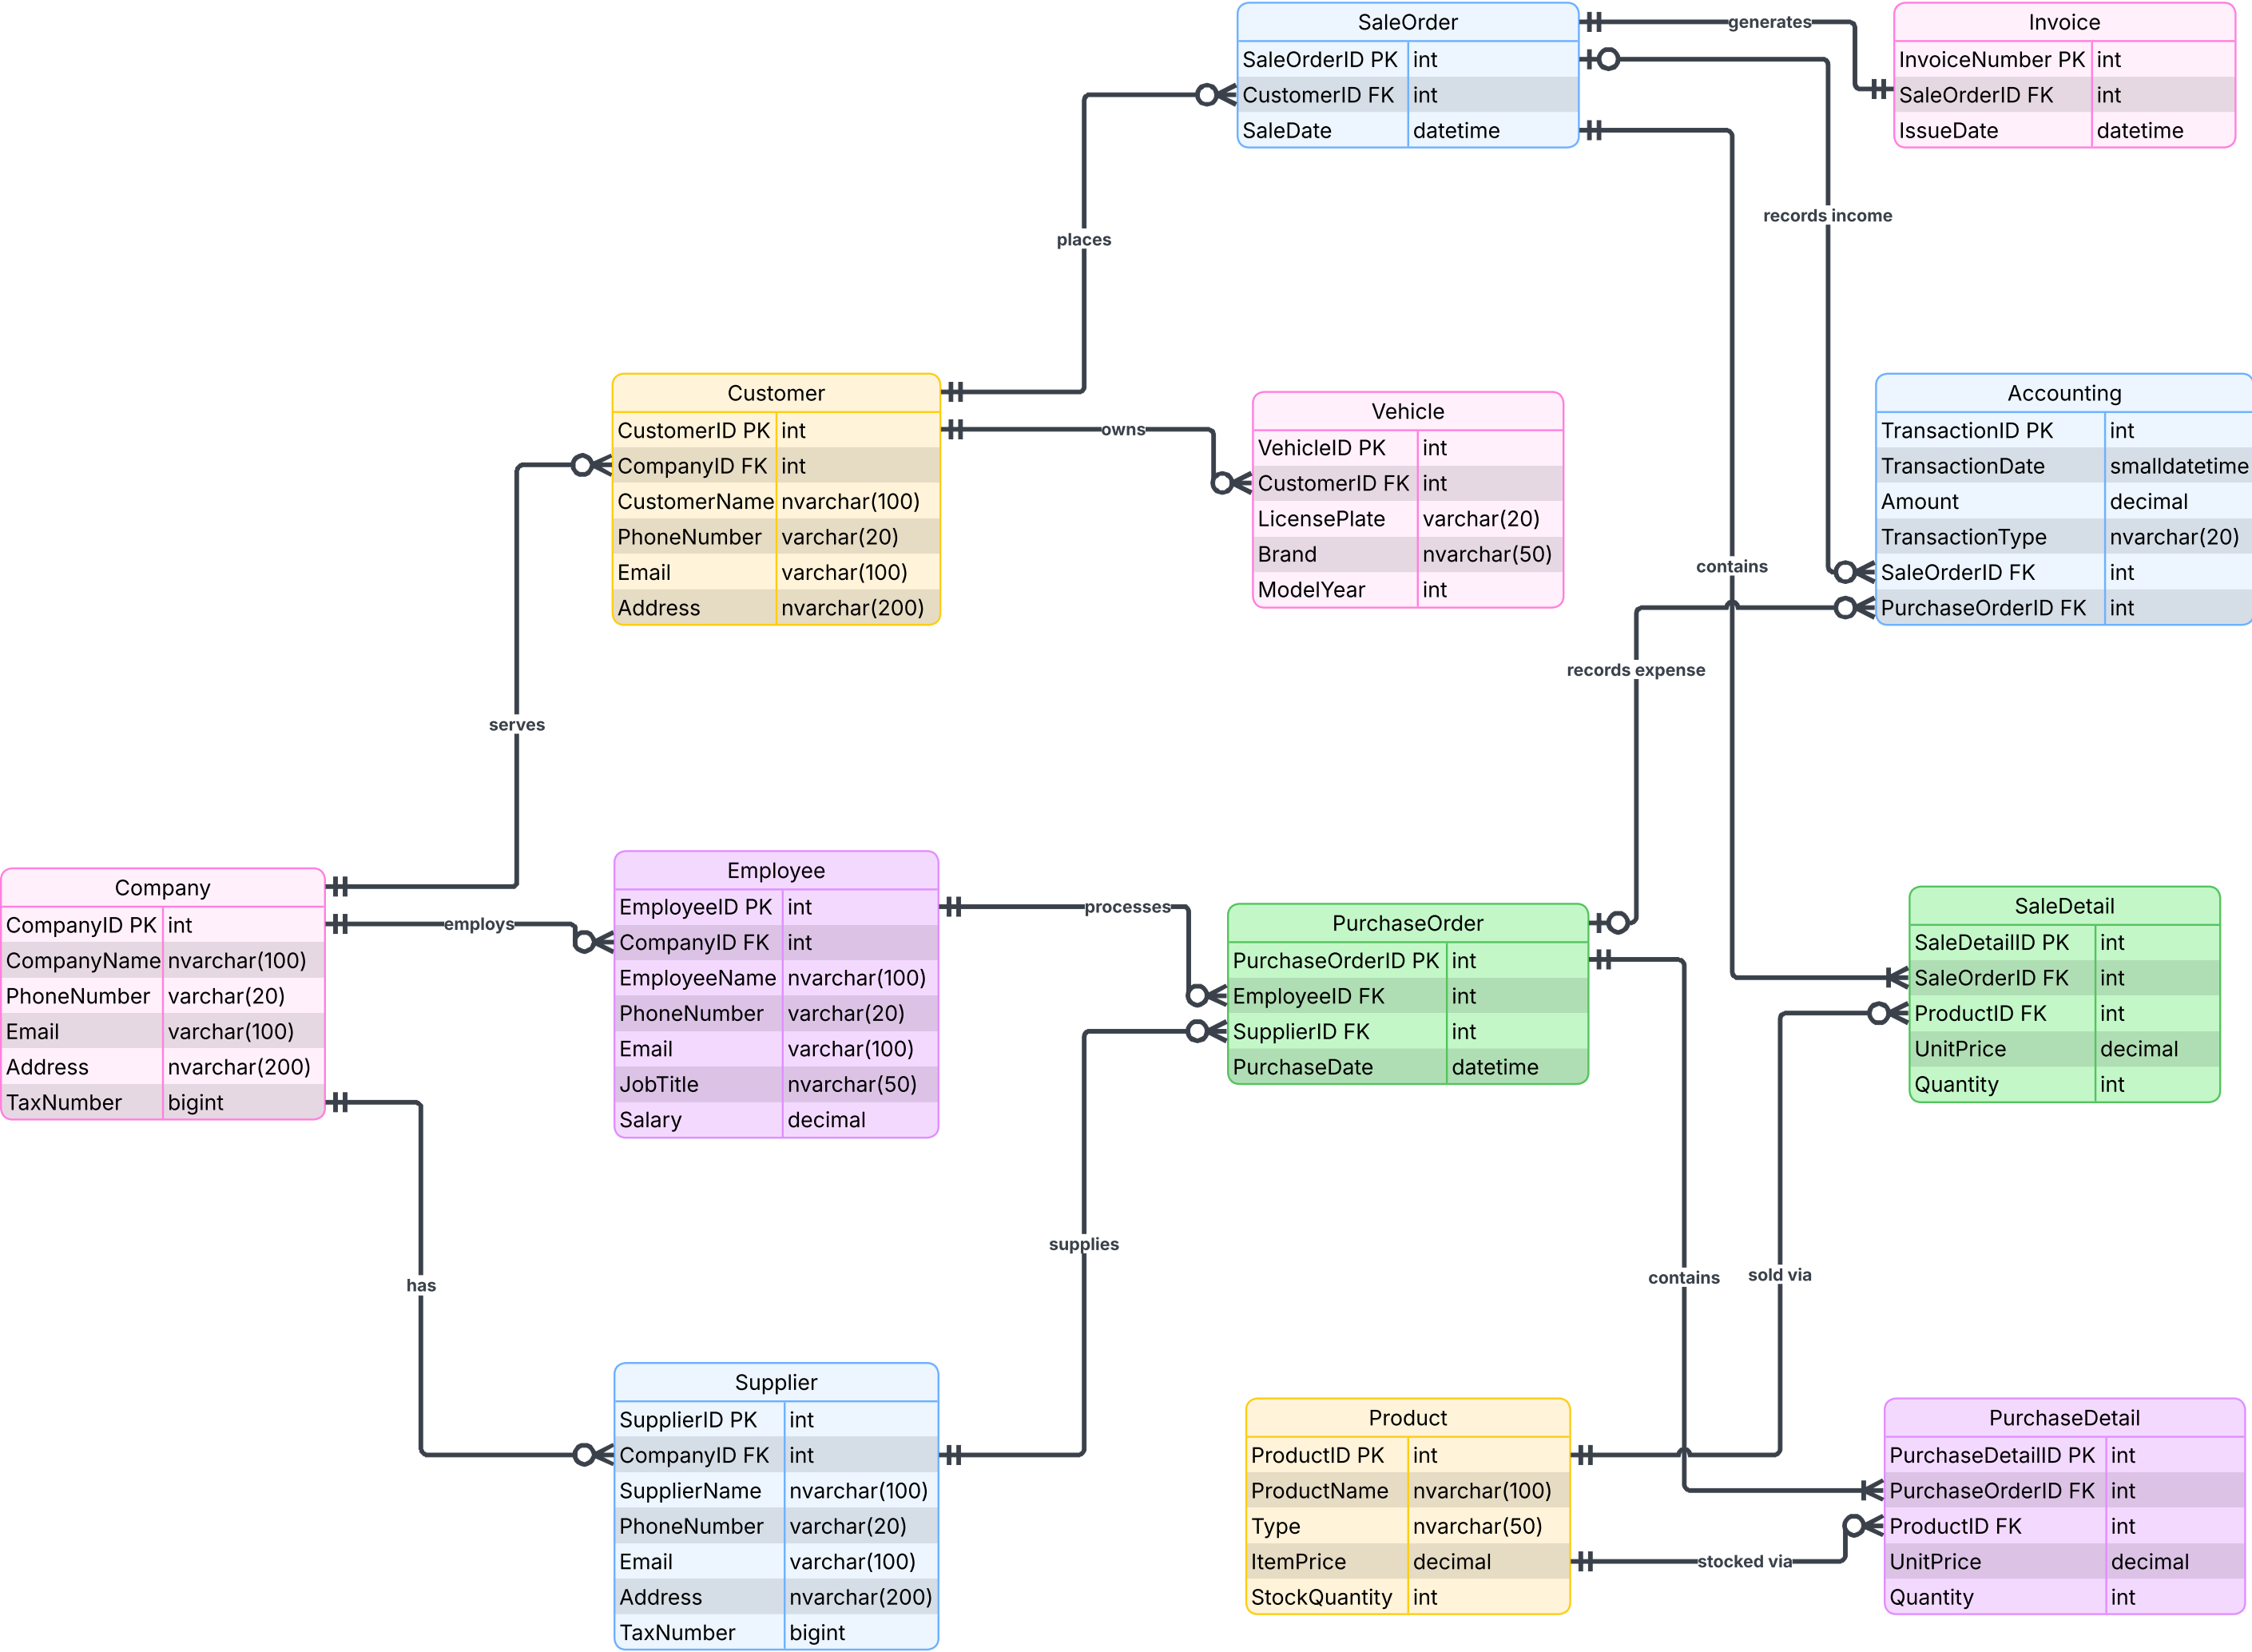 SaleOrder
SaleOrderID PK int
CustomerID FK int
SaleDate datetime
generates
Invoice
InvoiceNumber PK int
SaleOrderID FK int
IssueDate datetime
records income
places
Customer
CustomerID PK int
CompanyID FK int
CustomerName nvarchar(100)
PhoneNumber varchar(20)
Email varchar(100)
Address nvarchar(200)
owns
Vehicle
VehicleID PK int
CustomerID FK int
LicensePlate varchar(20)
Brand nvarchar(50)
ModelYear int
contains
Accounting
TransactionID PK int
TransactionDate smalldatetime
Amount decimal
TransactionType nvarchar(20)
SaleOrderID FK int
PurchaseOrderID FK int
records expense
serves
Company
CompanyID PK int
CompanyName nvarchar(100)
PhoneNumber varchar(20)
Email varchar(100)
Address nvarchar(200)
TaxNumber bigint
employs
Employee
EmployeeID PK int
CompanyID FK int
EmployeeName nvarchar(100)
PhoneNumber varchar(20)
Email varchar(100)
JobTitle nvarchar(50)
Salary decimal
processes
PurchaseOrder
PurchaseOrderID PK int
EmployeeID FK int
SupplierID FK int
PurchaseDate datetime
SaleDetail
SaleDetailID PK int
SaleOrderID FK int
ProductID FK int
UnitPrice decimal
Quantity int
supplies
has
contains
sold via
Supplier
SupplierID PK int
CompanyID FK int
SupplierName nvarchar(100)
PhoneNumber varchar(20)
Email varchar(100)
Address nvarchar(200)
TaxNumber bigint
Product
ProductID PK int
ProductName nvarchar(100)
Type nvarchar(50)
ItemPrice decimal
StockQuantity int
stocked via
PurchaseDetail
PurchaseDetailID PK int
PurchaseOrderID FK int
ProductID FK int
UnitPrice decimal
Quantity int